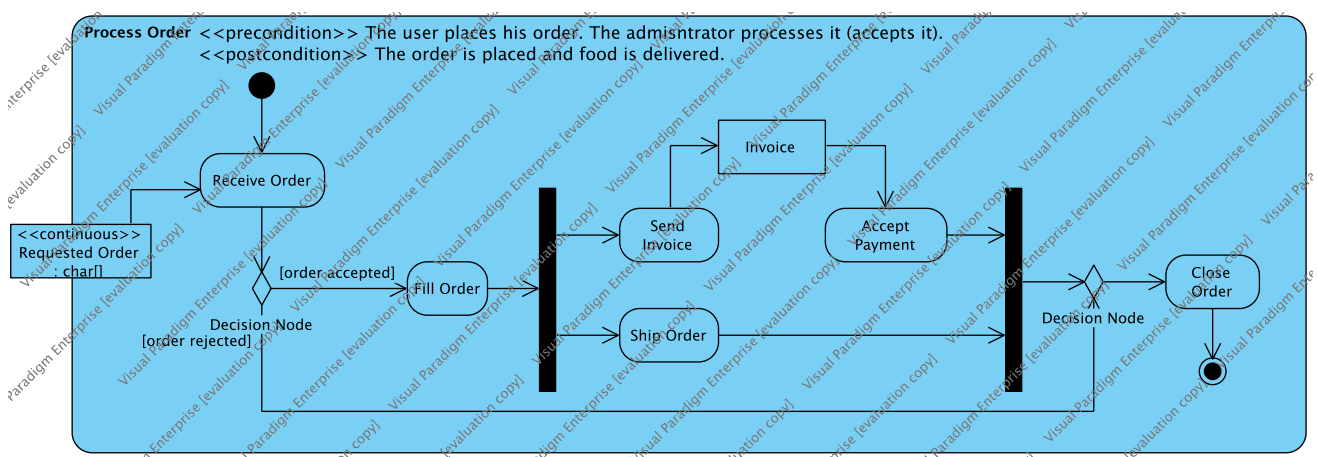 Process Order <<precondition>> The user places his order. The admisntrator processes it (accepts it).
<<postcondition>> The order is placed and food is delivered.
Invoice
Receive Order
<<continuous>>
Requested Order
: char[]
Send
Invoice
Accept
Payment
[order accepted]
Fill Order
Close
Order
Decision Node
[order rejected]
Ship Order
Decision Node
Visual Paradigm Enterprise [evaluation copy]